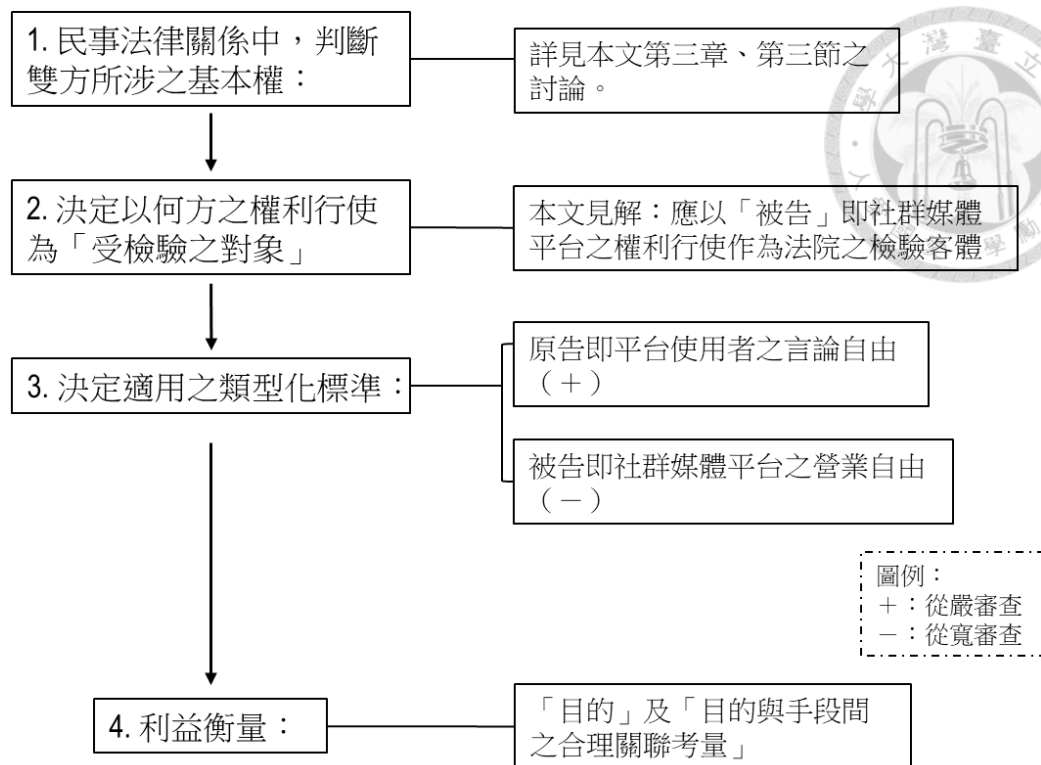 1. 民事法律關係中，判斷
雙方所涉之基本權：
詳見本文第三章、第三節之
討論。
2. 決定以何方之權利行使
為「受檢驗之對象」
本文見解：應以「被告」即社群媒體
平台之權利行使作為法院之檢驗客體
3. 決定適用之類型化標準：
原告即平台使用者之言論自由
（＋）
被告即社群媒體平台之營業自由
（－）
圖例：
＋：從嚴審查
－：從寬審查
4. 利益衡量：
「目的」及「目的與手段間
之合理關聯考量」